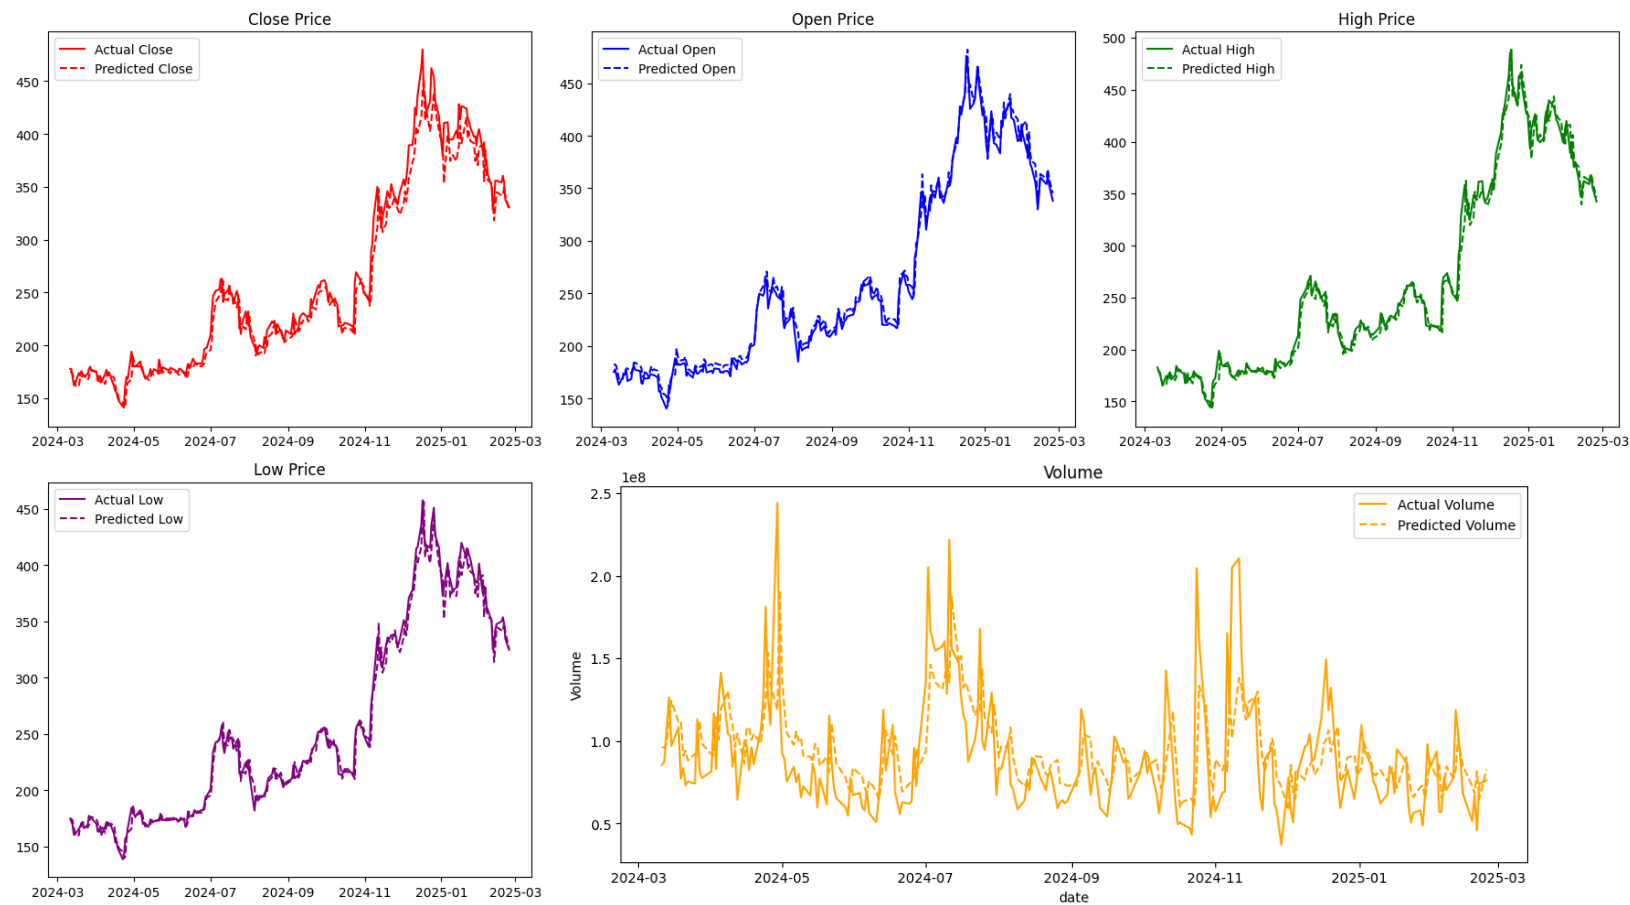 Close Price
Actual Close
Predicted Close
450
400
350
300
250
200
150
2024-03 2024-05 2024-07 2024-09 2024-11 2025-01 2025-03
Open Price
Actual Open
Predicted Open
450
400
350
300
250
200
150
2024-03 2024-05 2024-07 2024-09 2024-11 2025-01 2025-03
High Price
Actual High
Predicted High
500
450
400
350
300
250
200
150
2024-03 2024-05 2024-07 2024-09 2024-11 2025-01 2025-03
Low Price
Actual Low
Predicted Low
450
400
350
300
250
200
150
2024-03 2024-05 2024-07 2024-09 2024-11 2025-01 2025-03
Volume
1e8
Actual Volume
Predicted Volume
2.5
2.0
1.5
1.0
0.5
Volume
2024-03 2024-05 2024-07 2024-09 2024-11 2025-01 2025-03
date